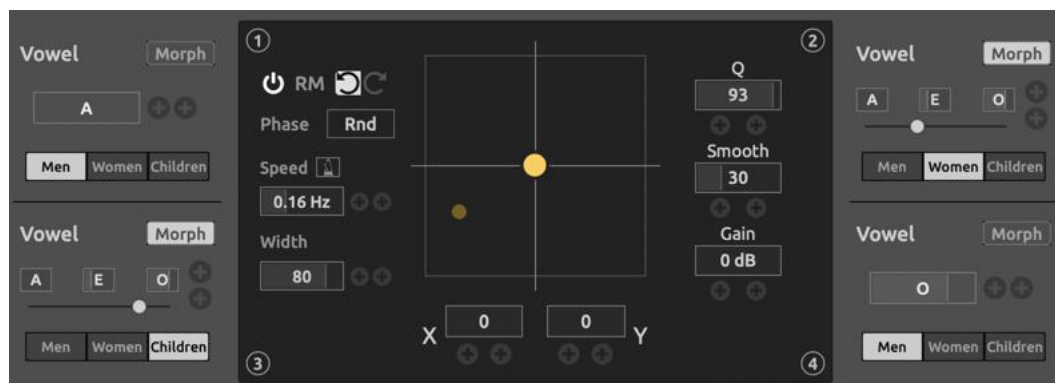 Vowel Morph
A
Men Women Children
Vowel Morph
A E O
Men Women Children
1
2
3
4
RM
Phase Rnd
Speed
0.16 Hz
Width
80
Q
93
Smooth
30
Gain
0 dB
X 0 0 Y
Vowel Morph
A E O
Men Women Children
Vowel Morph
O
Men Women Children